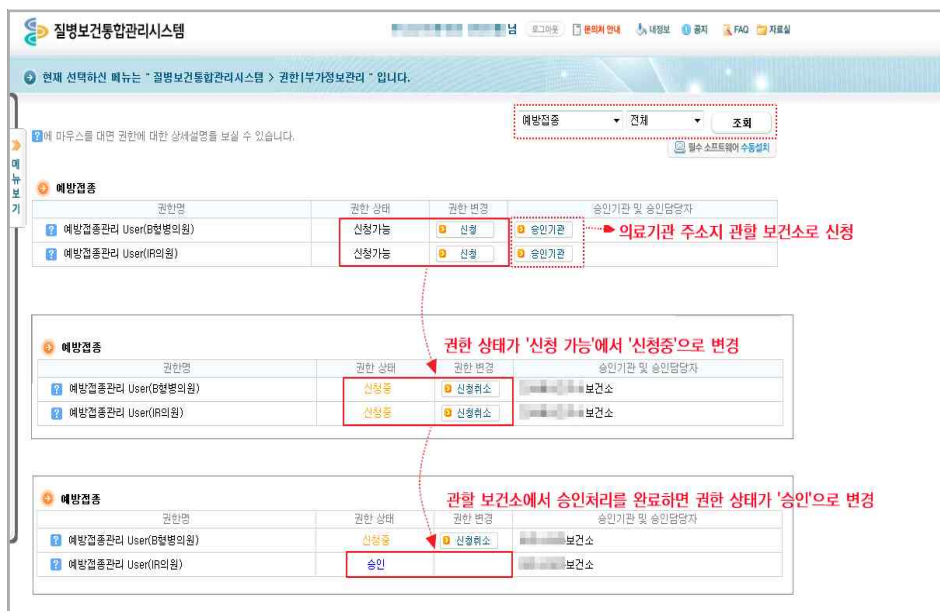 질병보건통합관리시스템
님 로그아웃 문의처 안내 내정보 공지 FAQ 자료실
현재 선택하신 메뉴는 " 질병보건통합관리시스템 > 권한|부가정보관리 " 입니다.
메뉴보기
?에 마우스를 대면 권한에 대한 상세설명를 보실 수 있습니다.
예방접종 전체 조회
필수 소프트웨어 수동설치
예방접종
권한명 권한 상태 권한 변경 승인기관 및 승인담당자
? 예방접종관리 User(B형병의원) 신청가능 신청 승인기관 의료기관 주소지 관할 보건소로 신청
? 예방접종관리 User(IR의원) 신청가능 신청 승인기관
예방접종 권한 상태가 '신청 가능'에서 '신청중'으로 변경
권한명 권한 상태 권한 변경 승인기관 및 승인담당자
? 예방접종관리 User(B형병의원) 신청중 신청취소 보건소
? 예방접종관리 User(IR의원) 신청중 신청취소 보건소
예방접종 관할 보건소에서 승인처리를 완료하면 권한 상태가 '승인'으로 변경
권한명 권한 상태 권한 변경 승인기관 및 승인담당자
? 예방접종관리 User(B형병의원) 신청중 신청취소 보건소
? 예방접종관리 User(IR의원) 승인 보건소